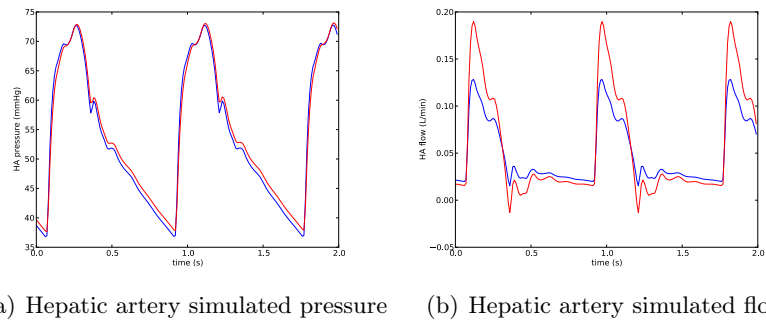 75
70
65
60
55
50
45
40
35
0.0 0.5 1.0 1.5 2.0
time (s)
HA pressure (mmHg)
0.20
0.15
0.10
0.05
0.00
−0.05
0.0 0.5 1.0 1.5 2.0
time (s)
HA flow (L/min)
) Hepatic artery simulated pressure
(b) Hepatic artery simulated